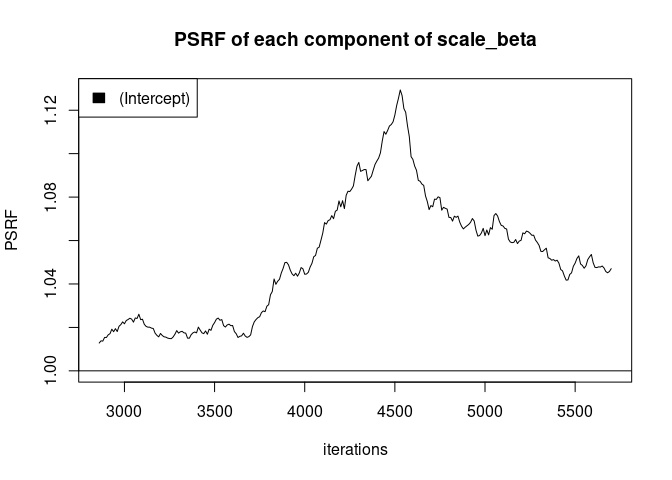 PSRF of each component of scale_beta
(Intercept)
PSRF
1.12
1.08
1.04
1.00
3000 3500 4000 4500 5000 5500
iterations